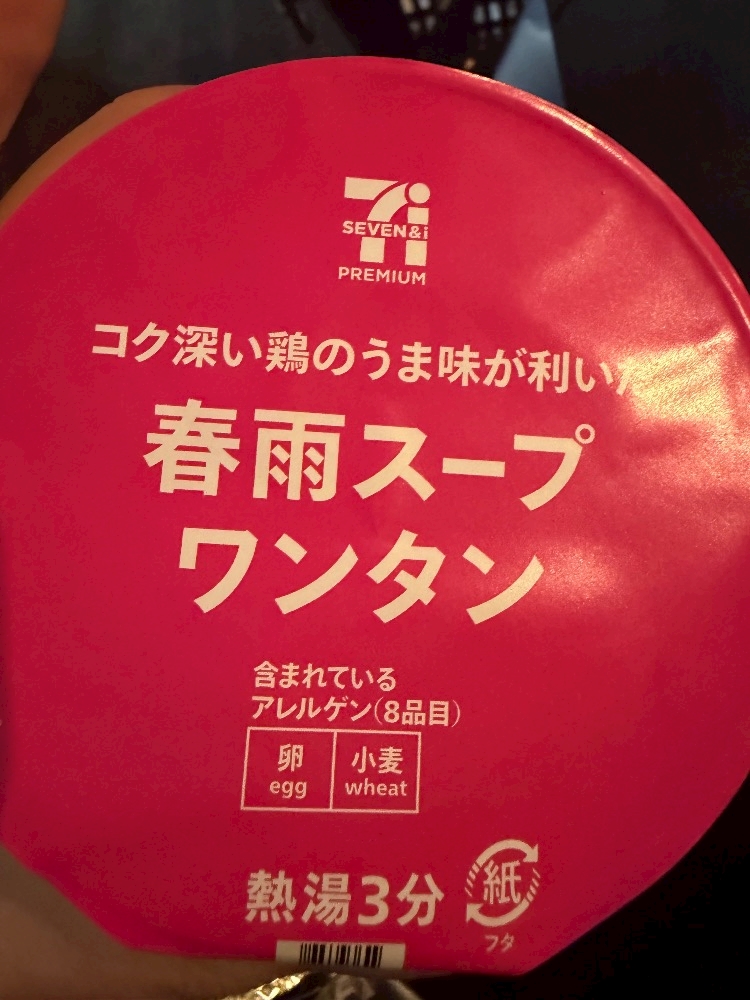 SEVEN&i
PREMIUM
コク深い鶏のうま味が利い
春雨スープ
ワンタン
含まれている
アレルゲン(8品目)
卵 小麦
egg wheat
熱湯3分
紙
フタ